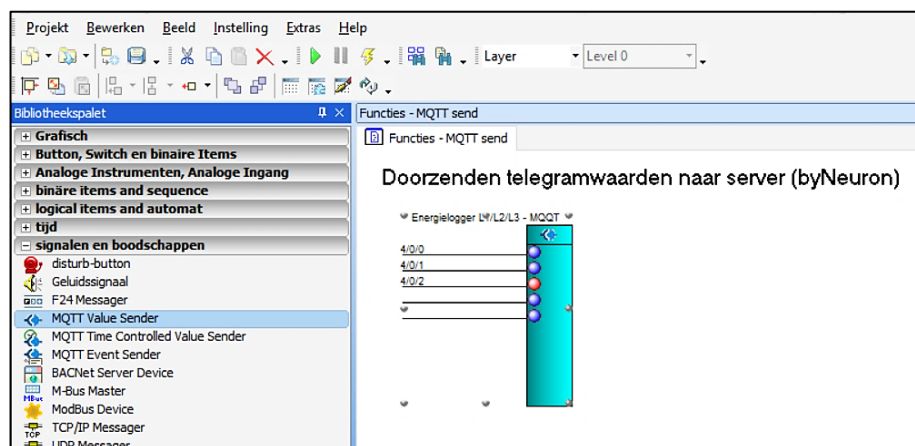 Projekt Bewerken Beeld Instelling Extras Help
Layer Level 0
Bibliotheekspalet
Functies - MQTT send
Grafisch
Button, Switch en binaire Items
Analoge Instrumenten, Analoge Ingang
binäre items and sequence
logical items and automat
tijd
signalen en boodschappen
disturb-button
Geluidssignaal
F24 Messager
MQTT Value Sender
MQTT Time Controlled Value Sender
MQTT Event Sender
BACNet Server Device
M-Bus Master
ModBus Device
TCP/IP Messager
UDP Messager
Functies - MQTT send
Doorzenden telegramwaarden naar server (byNeuron)
Energielogger L1/L2/L3 - MQQT
4/0/0
4/0/1
4/0/2